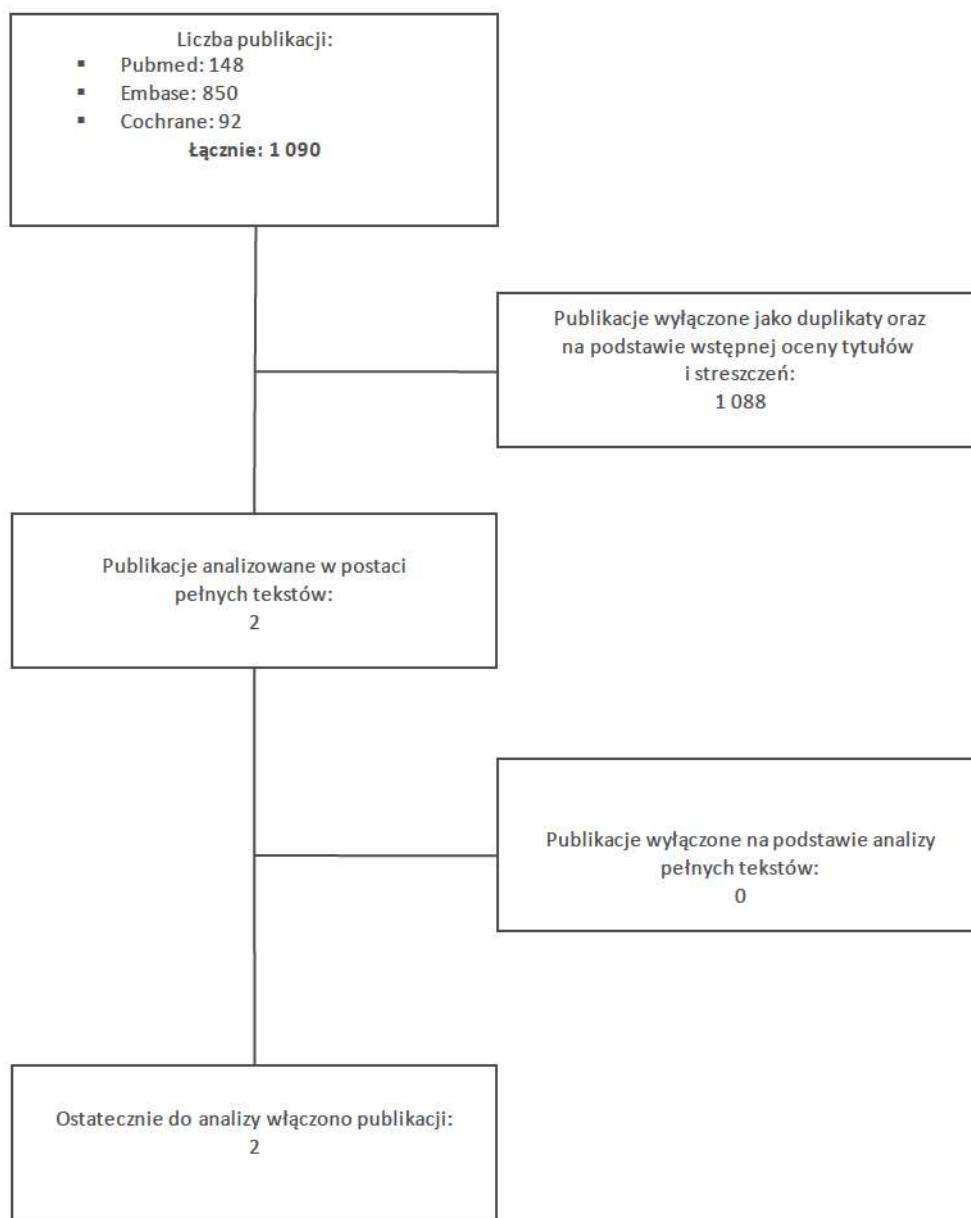 Liczba publikacji:
▪ Pubmed: 148
▪ Embase: 850
▪ Cochrane: 92
Łącznie: 1 090
Publikacje wyłączone jako duplikaty oraz
na podstawie wstępnej oceny tytułów
i streszczeń:
1 088
Publikacje analizowane w postaci
pełnych tekstów:
2
Publikacje wyłączone na podstawie analizy
pełnych tekstów:
0
Ostatecznie do analizy włączono publikacji:
2